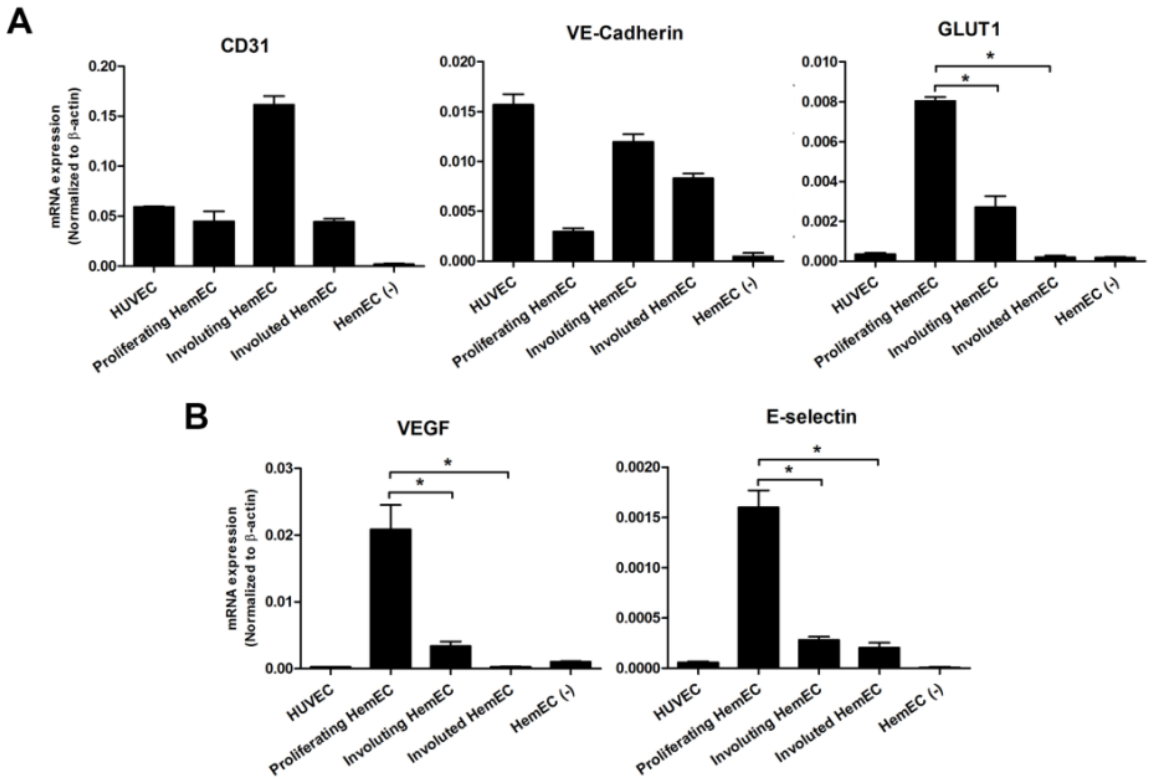 A
CD31
mRNA expression
(Normalized to β-actin)
0.20
0.15
0.10
0.05
0.00
HUVEC
Proliferating HemEC
Involuting HemEC
Involuted HemEC
HemEC (-)
VE-Cadherin
0.020
0.015
0.010
0.005
0.000
HUVEC
Proliferating HemEC
Involuting HemEC
Involuted HemEC
HemEC (-)
GLUT1
0.010
0.008
0.006
0.004
0.002
0.000
*
*
HUVEC
Proliferating HemEC
Involuting HemEC
Involuted HemEC
HemEC (-)
B
VEGF
mRNA expression
(Normalized to β-actin)
0.03
0.02
0.01
0.00
*
*
HUVEC
Proliferating HemEC
Involuting HemEC
Involuted HemEC
HemEC (-)
E-selectin
0.0020
0.0015
0.0010
0.0005
0.0000
*
*
HUVEC
Proliferating HemEC
Involuting HemEC
Involuted HemEC
HemEC (-)